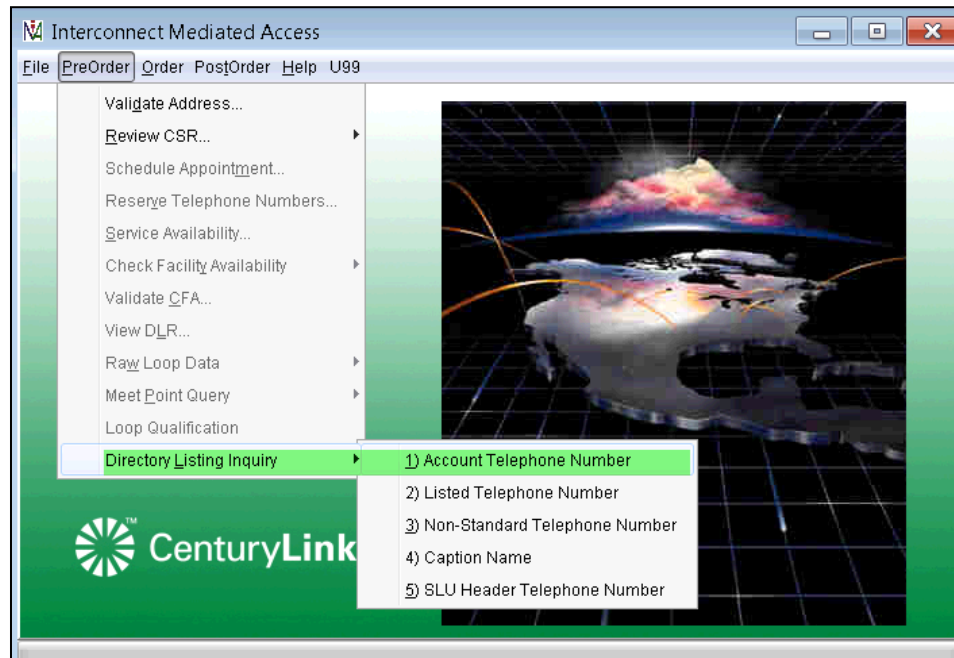 Interconnect Mediated Access
File PreOrder Order PostOrder Help U99
Validate Address...
Review CSR...
Schedule Appointment...
Reserve Telephone Numbers...
Service Availability...
Check Facility Availability
Validate CFA...
View DLR...
Raw Loop Data
Meet Point Query
Loop Qualification
Directory Listing Inquiry
1) Account Telephone Number
2) Listed Telephone Number
3) Non-Standard Telephone Number
4) Caption Name
5) SLU Header Telephone Number
CenturyLink